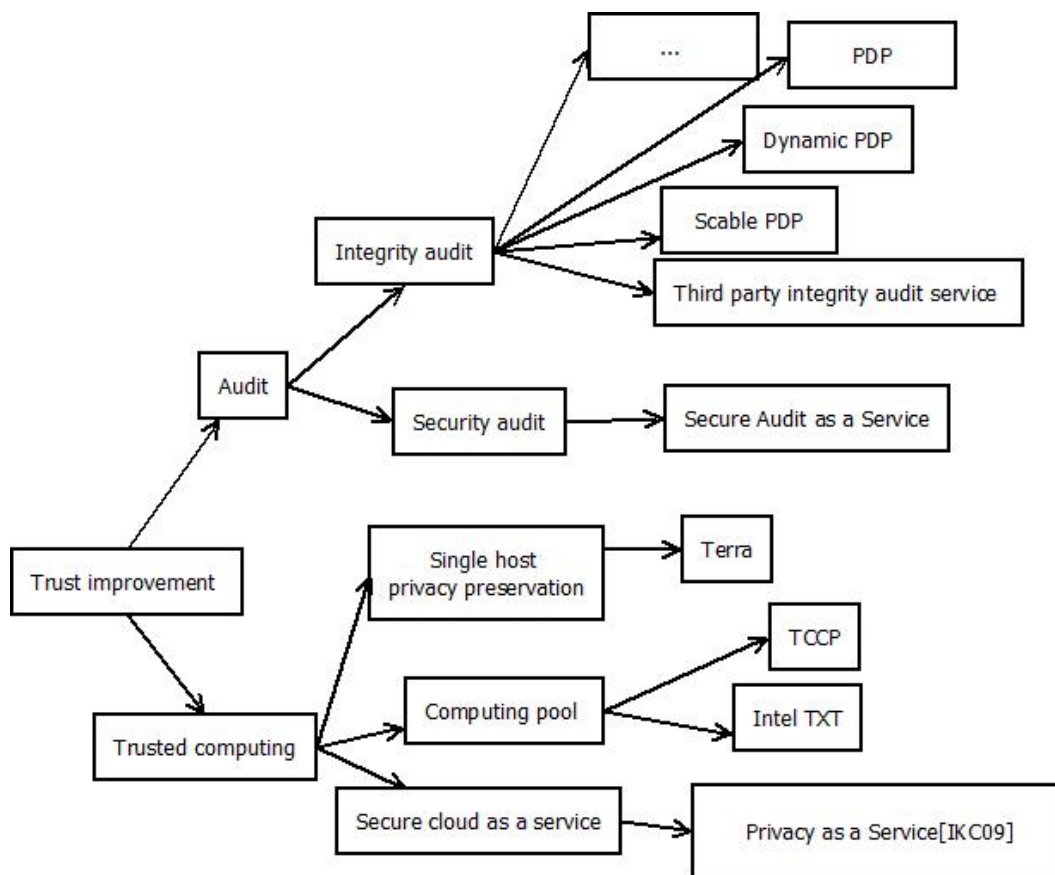 ...
PDP
Dynamic PDP
Scable PDP
Integrity audit
Third party integrity audit service
Audit
Security audit
Secure Audit as a Service
Single host
privacy preservation
Terra
Trust improvement
TCCP
Computing pool
Intel TXT
Trusted computing
Secure cloud as a service
Privacy as a Service[IKC09]